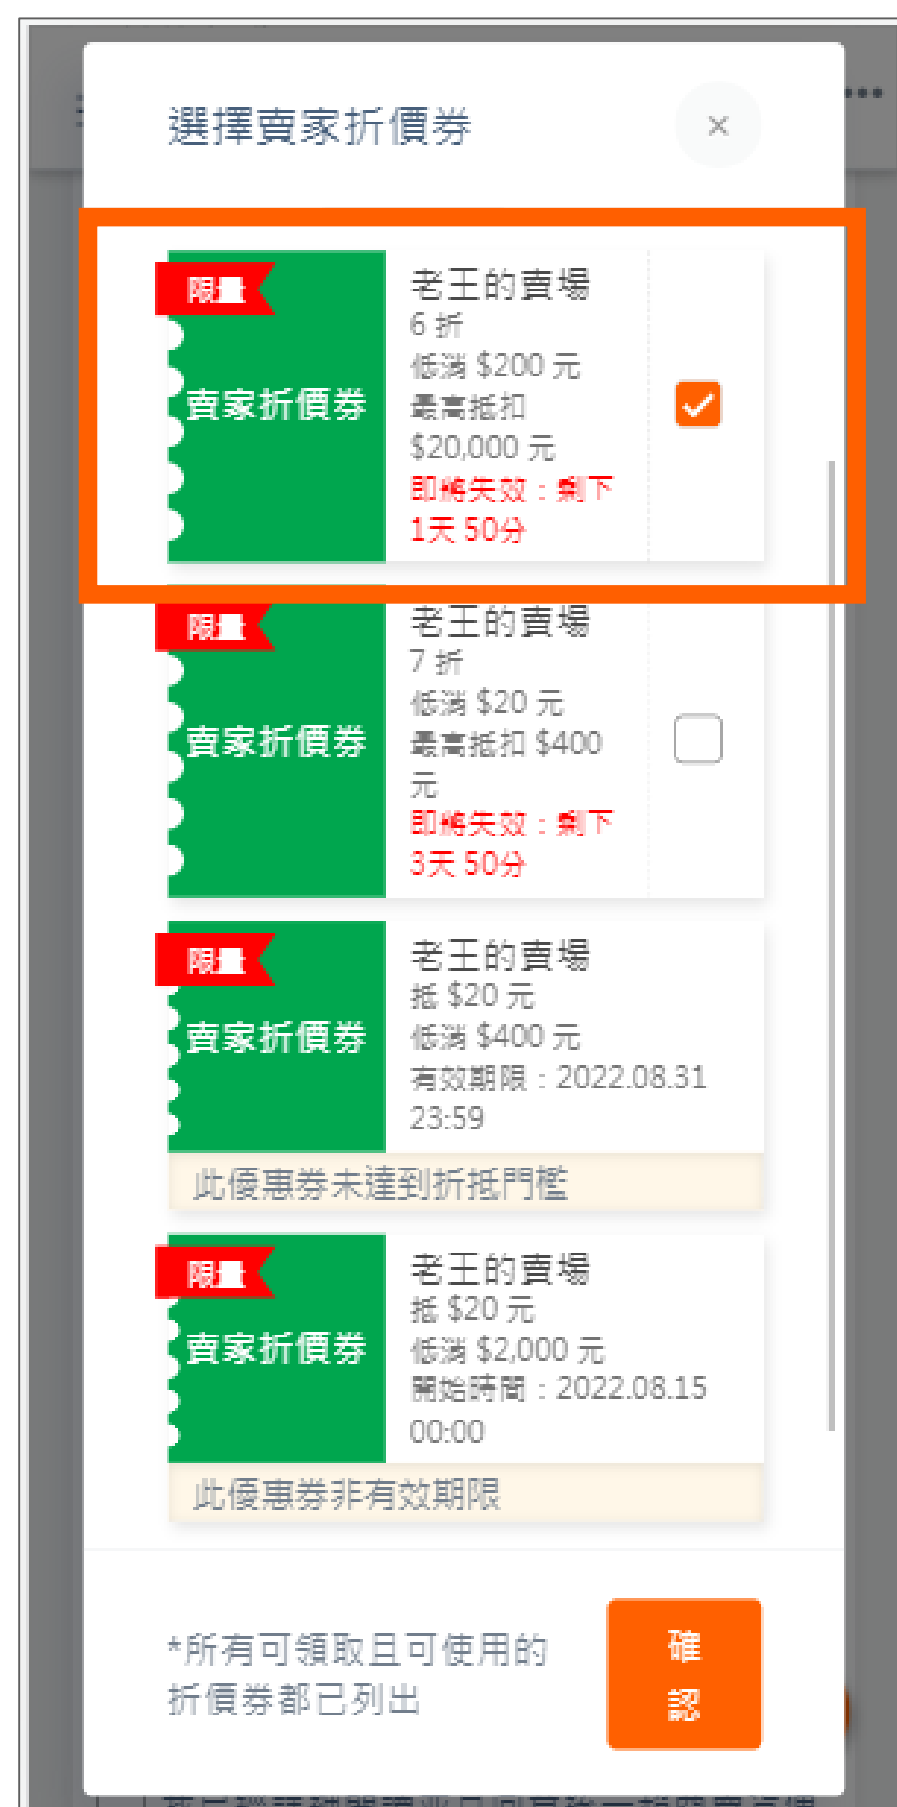 選擇賣家折價券
×
限量
賣家折價券
老王的賣場
6 折
低消 $200 元
最高抵扣
$20,000 元
即將失效：剩下
1天 50分
限量
賣家折價券
老王的賣場
7 折
低消 $20 元
最高抵扣 $400
元
即將失效：剩下
3天 50分
限量
賣家折價券
老王的賣場
抵 $20 元
低消 $400 元
有效期限：2022.08.31
23:59
此優惠券未達到折抵門檻
限量
賣家折價券
老王的賣場
抵 $20 元
低消 $2,000 元
開始時間：2022.08.15
00:00
此優惠券非有效期限
*所有可領取且可使用的
折價券都已列出
確
認